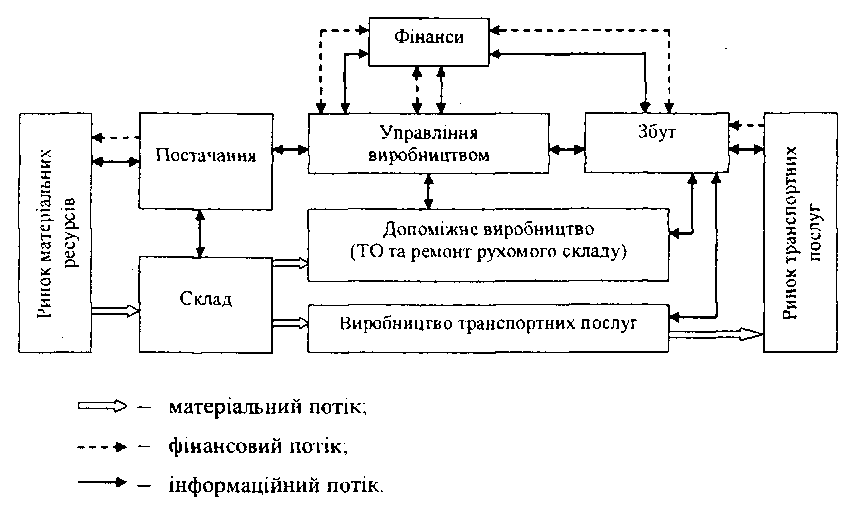 Фінанси
Ринок матеріальних
ресурсів
Постачання
Управління
виробництвом
Збут
Ринок транспортних
послуг
Допоміжне виробництво
(ТО та ремонт рухомого складу)
Склад
Виробництво транспортних послуг
– матеріальний потік;
– фінансовий потік;
– інформаційний потік.